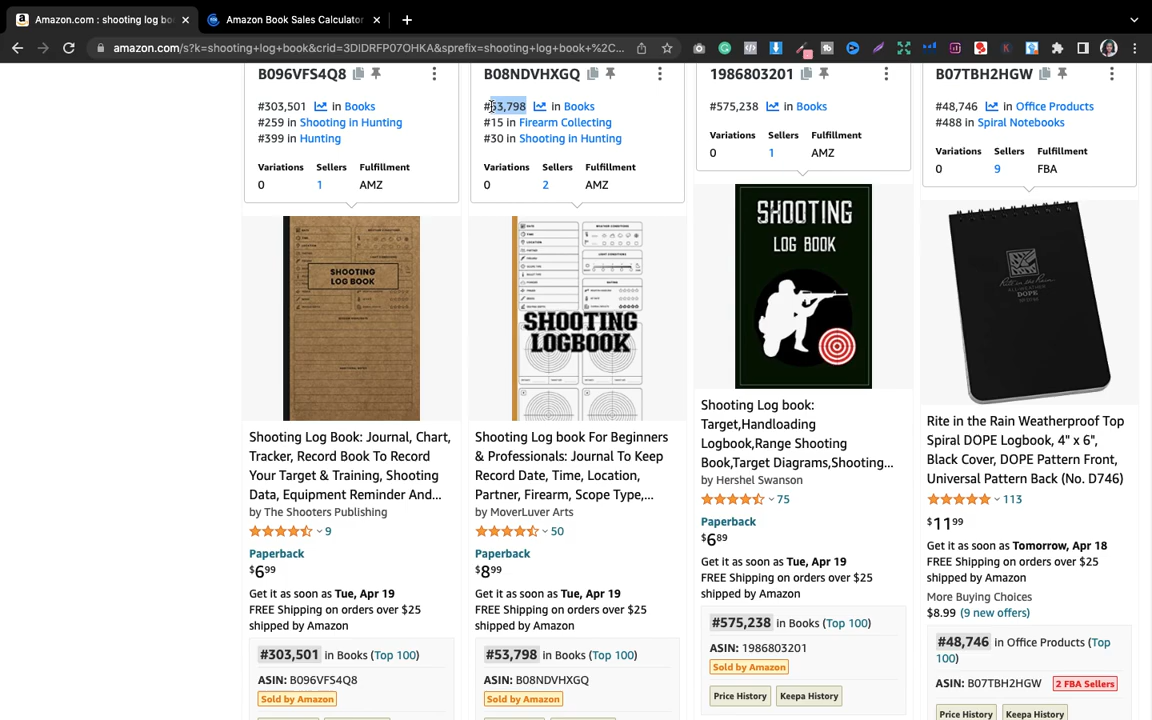 Amazon.com : shooting log boo
Amazon Book Sales Calculator
amazon.com/s?k=shooting+log+book&crid=3DIDRFP07OHKA&sprefix=shooting+log+book+%2C...
B096VFS4Q8
#303,501 in Books
#259 in Shooting in Hunting
#399 in Hunting
Variations Sellers Fulfillment
0 1 AMZ
SHOOTING
LOG BOOK
Shooting Log Book: Journal, Chart,
Tracker, Record Book To Record
Your Target & Training, Shooting
Data, Equipment Reminder And...
by The Shooters Publishing
9
Paperback
$6.99
Get it as soon as Tue, Apr 19
FREE Shipping on orders over $25
shipped by Amazon
#303,501 in Books (Top 100)
ASIN: B096VFS4Q8
Sold by Amazon
B08NDVHXGQ
#53,798 in Books
#15 in Firearm Collecting
#30 in Shooting in Hunting
Variations Sellers Fulfillment
0 2 AMZ
SHOOTING
LOGBOOK
Shooting Log book For Beginners
& Professionals: Journal To Keep
Record Date, Time, Location,
Partner, Firearm, Scope Type,...
by MoverLuver Arts
50
Paperback
$8.99
Get it as soon as Tue, Apr 19
FREE Shipping on orders over $25
shipped by Amazon
#53,798 in Books (Top 100)
ASIN: B08NDVHXGQ
Sold by Amazon
1986803201
#575,238 in Books
Variations Sellers Fulfillment
0 1 AMZ
SHOOTING
LOG BOOK
Shooting Log book:
Target,Handloading
Logbook,Range Shooting
Book,Target Diagrams,Shooting...
by Hershel Swanson
75
Paperback
$6.89
Get it as soon as Tue, Apr 19
FREE Shipping on orders over $25
shipped by Amazon
#575,238 in Books (Top 100)
ASIN: 1986803201
Sold by Amazon
Price History Keepa History
B07TBH2HGW
#48,746 in Office Products
#488 in Spiral Notebooks
Variations Sellers Fulfillment
0 9 FBA
Rite in the Rain
DOPE
Rite in the Rain Weatherproof Top
Spiral DOPE Logbook, 4" x 6",
Black Cover, DOPE Pattern Front,
Universal Pattern Back (No. D746)
113
$11.99
Get it as soon as Tomorrow, Apr 18
FREE Shipping on orders over $25
shipped by Amazon
More Buying Choices
$8.99 (9 new offers)
#48,746 in Office Products (Top
100)
ASIN: B07TBH2HGW 2 FBA Sellers
Price History Keepa History